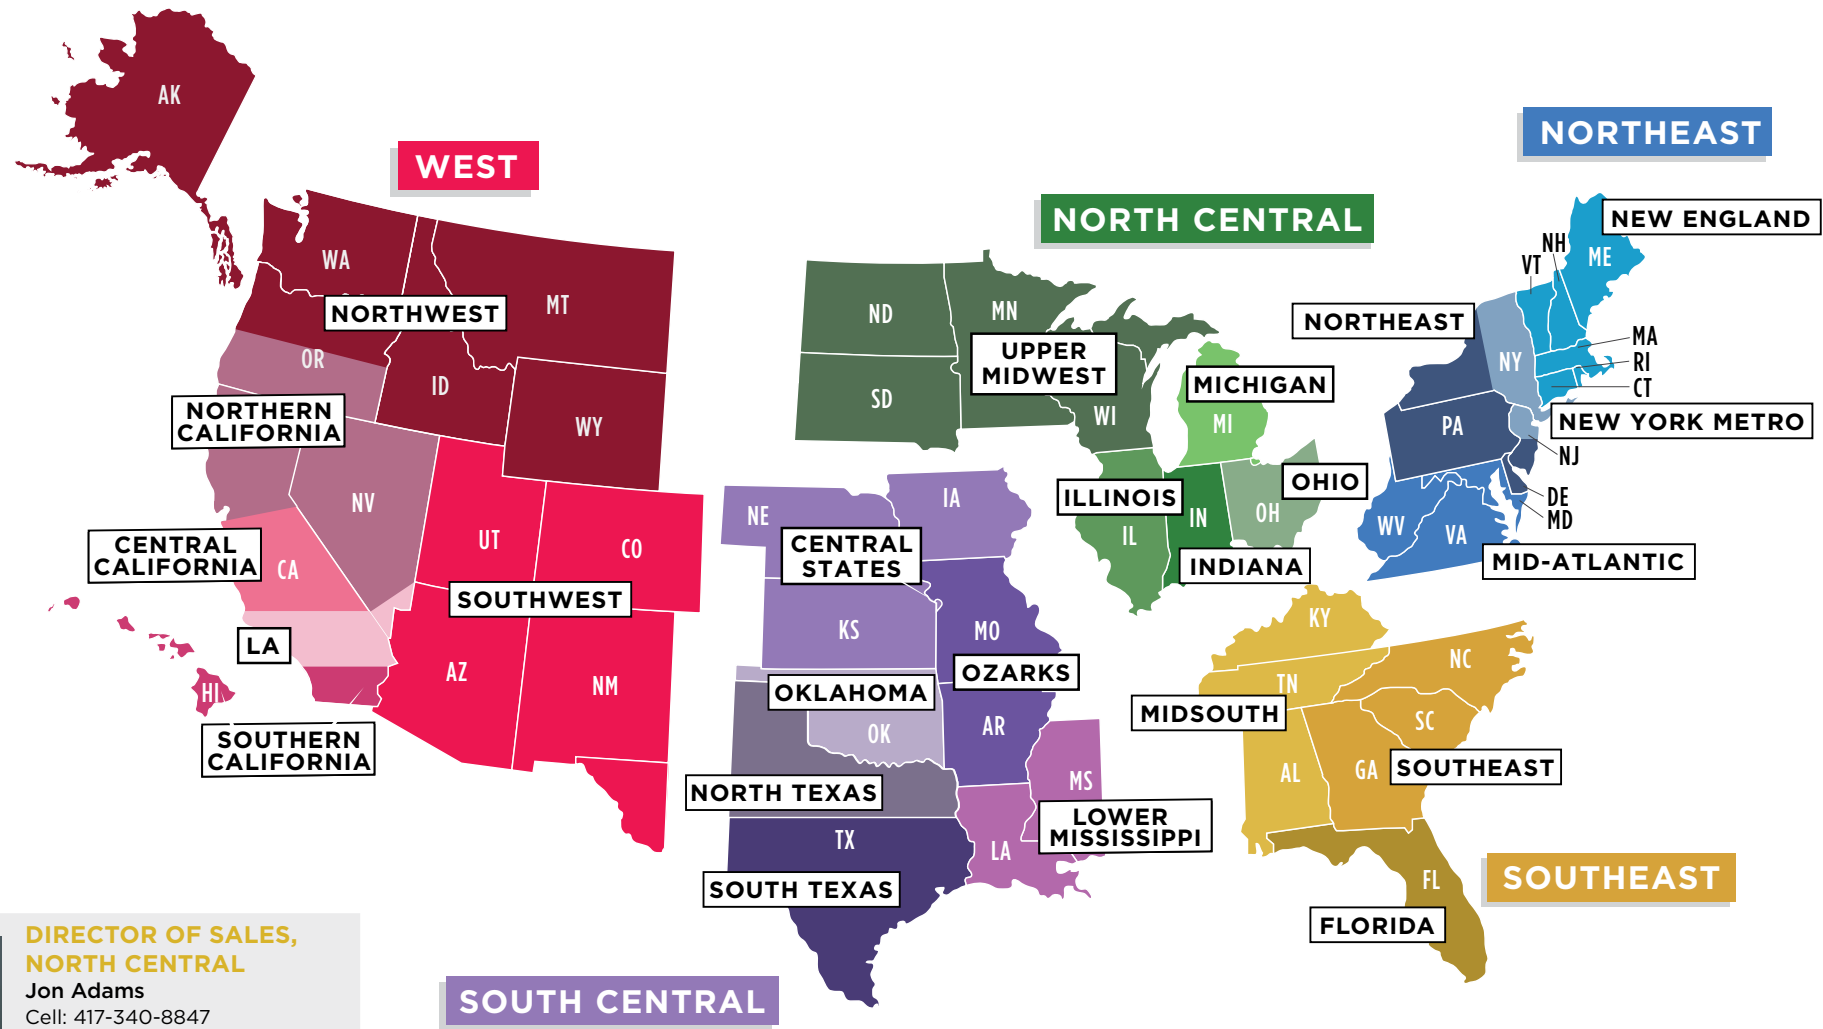 AK
WEST
WA
MT
NORTHWEST
OR
ID
WY
NORTHERN
CALIFORNIA
NV
UT
CO
CENTRAL
CALIFORNIA
CA
SOUTHWEST
LA
AZ
NM
HI
SOUTHERN
CALIFORNIA
NORTH CENTRAL
ND
MN
UPPER
MIDWEST
SD
WI
MICHIGAN
MI
ILLINOIS
OHIO
IL
IN
OH
INDIANA
NORTHEAST
NEW ENGLAND
NH
VT
ME
NORTHEAST
NY
MA
RI
CT
NEW YORK METRO
PA
NJ
DE
MD
WV
VA
MID-ATLANTIC
NE
IA
CENTRAL
STATES
KS
MO
OZARKS
OKLAHOMA
OK
AR
NORTH TEXAS
MS
LOWER
MISSISSIPPI
TX
LA
SOUTH TEXAS
SOUTH CENTRAL
KY
NC
TN
MIDSOUTH
SC
AL
GA
SOUTHEAST
SOUTHEAST
FL
FLORIDA
DIRECTOR OF SALES,
NORTH CENTRAL
Jon Adams
Cell: 417-340-8847